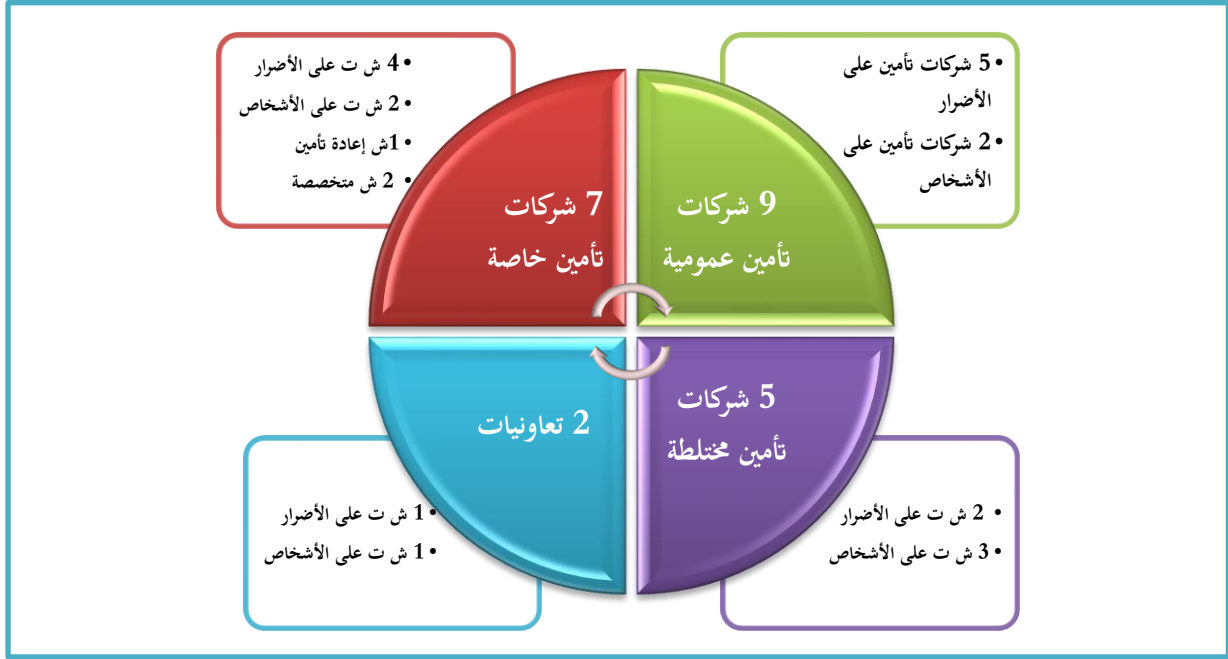 • 5 شركات تأمين على
الأضرار
• 2 شركات تأمين على
الأشخاص
9 شركات
تأمين عمومية
• 4 ش ت على الأضرار
• 2 ش ت على الأشخاص
• 1ش إعادة تأمين
• 2 ش متخصصة
7 شركات
تأمين خاصة
5 شركات
تأمين مختلطة
• 2 ش ت على الأضرار
• 3 ش ت على الأشخاص
2 تعاونيات
• 1 ش ت على الأضرار
• 1 ش ت على الأشخاص